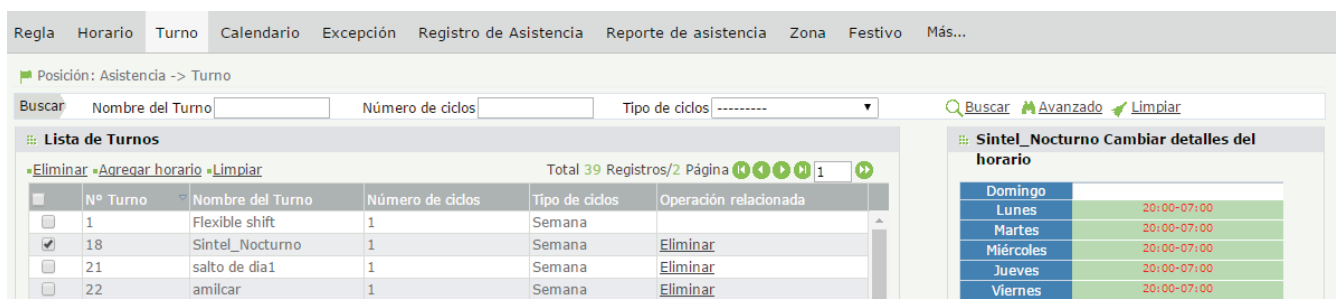 Regla Horario Turno Calendario Excepción Registro de Asistencia Reporte de asistencia Zona Festivo Más...
Posición: Asistencia -> Turno
Buscar Nombre del Turno Número de ciclos Tipo de ciclos --------- Buscar Avanzado Limpiar
Lista de Turnos
Eliminar Agregar horario Limpiar Total 39 Registros/2 Página 1
Nº Turno Nombre del Turno Número de ciclos Tipo de ciclos Operación relacionada
1 Flexible shift 1 Semana
18 Sintel_Nocturno 1 Semana Eliminar
21 salto de dia1 1 Semana Eliminar
22 amilcar 1 Semana Eliminar
Sintel_Nocturno Cambiar detalles del
horario
Domingo
Lunes 20:00-07:00
Martes 20:00-07:00
Miércoles 20:00-07:00
Jueves 20:00-07:00
Viernes 20:00-07:00